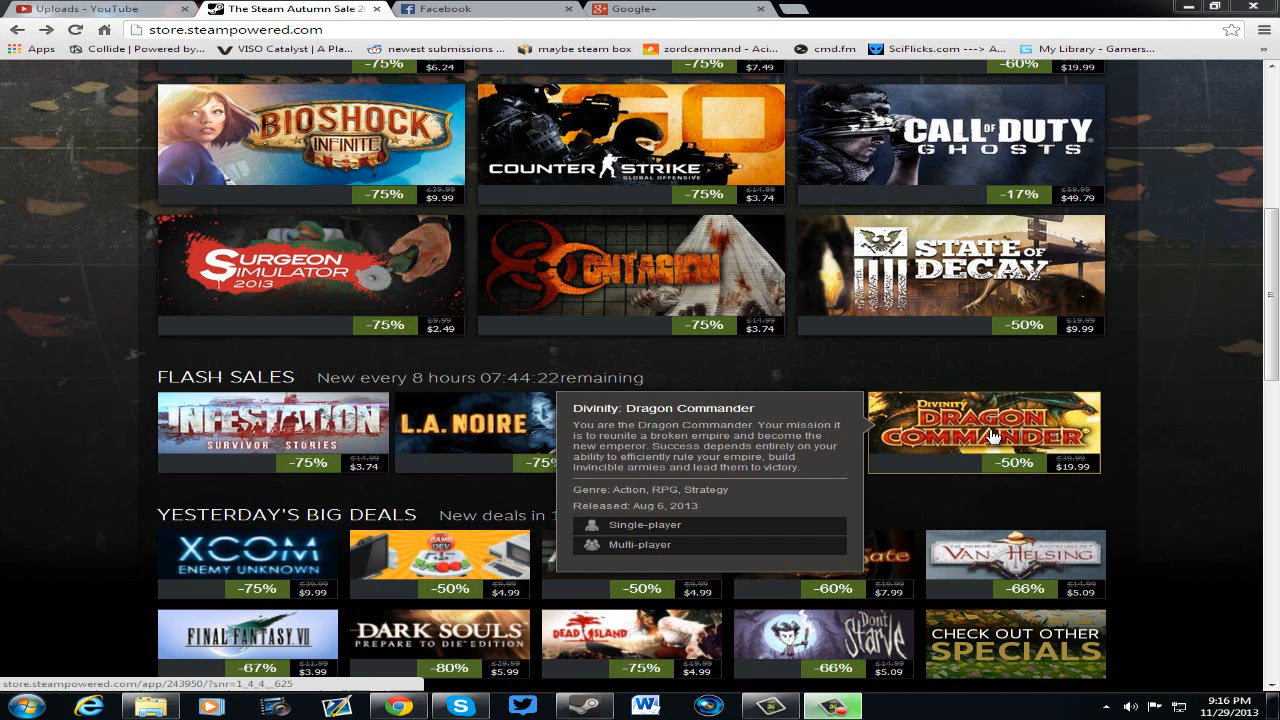 Uploads - YouTube
The Steam Autumn Sale 2
Facebook
Google+
store.steampowered.com
Apps
Collide | Powered by...
VISO Catalyst | A Pla...
newest submissions ...
maybe steam box
zordcommand - Aci...
cmd.fm
SciFlicks.com ---> A...
My Library - Gamers...
»
-75%
$6.24
-75%
$7.49
-60%
$19.99
BIOSHOCK
INFINITE
-75%
$39.99
$9.99
GO
COUNTER STRIKE
GLOBAL OFFENSIVE
-75%
$14.99
$3.74
CALL OF DUTY
GHOSTS
-17%
$59.99
$49.79
SURGEON
SIMULATOR
2013
-75%
$9.99
$2.49
CONTAGION
-75%
$14.99
$3.74
STATE OF
DECAY
-50%
$19.99
$9.99
FLASH SALES New every 8 hours 07:44:22remaining
INFESTATION
SURVIVOR STORIES
-75%
$14.99
$3.74
L.A. NOIRE
-75%
Divinity: Dragon Commander
You are the Dragon Commander. Your mission it
is to reunite a broken empire and become the
new emperor. Success depends entirely on your
ability to efficiently rule your empire, build
invincible armies and lead them to victory.
Genre: Action, RPG, Strategy
Released: Aug 6, 2013
Single-player
Multi-player
DIVINITY
DRAGON
COMMANDER
-50%
$39.99
$19.99
YESTERDAY'S BIG DEALS New deals in 1
XCOM
ENEMY UNKNOWN
-75%
$39.99
$9.99
GAME
DEV
-50%
$9.99
$4.99
-50%
$9.99
$4.99
Gate
-60%
$19.99
$7.99
VAN HELSING
-66%
$14.99
$5.09
FINAL FANTASY VII
-67%
$11.99
$3.99
DARK SOULS
PREPARE TO DIE EDITION
-80%
$29.99
$5.99
DEAD ISLAND
-75%
$19.99
$4.99
Don't
Starve
-66%
$14.99
$5.09
CHECK OUT OTHER
SPECIALS
store.steampowered.com/app/243950/?snr=1_4_4__625
9:16 PM
11/29/2013